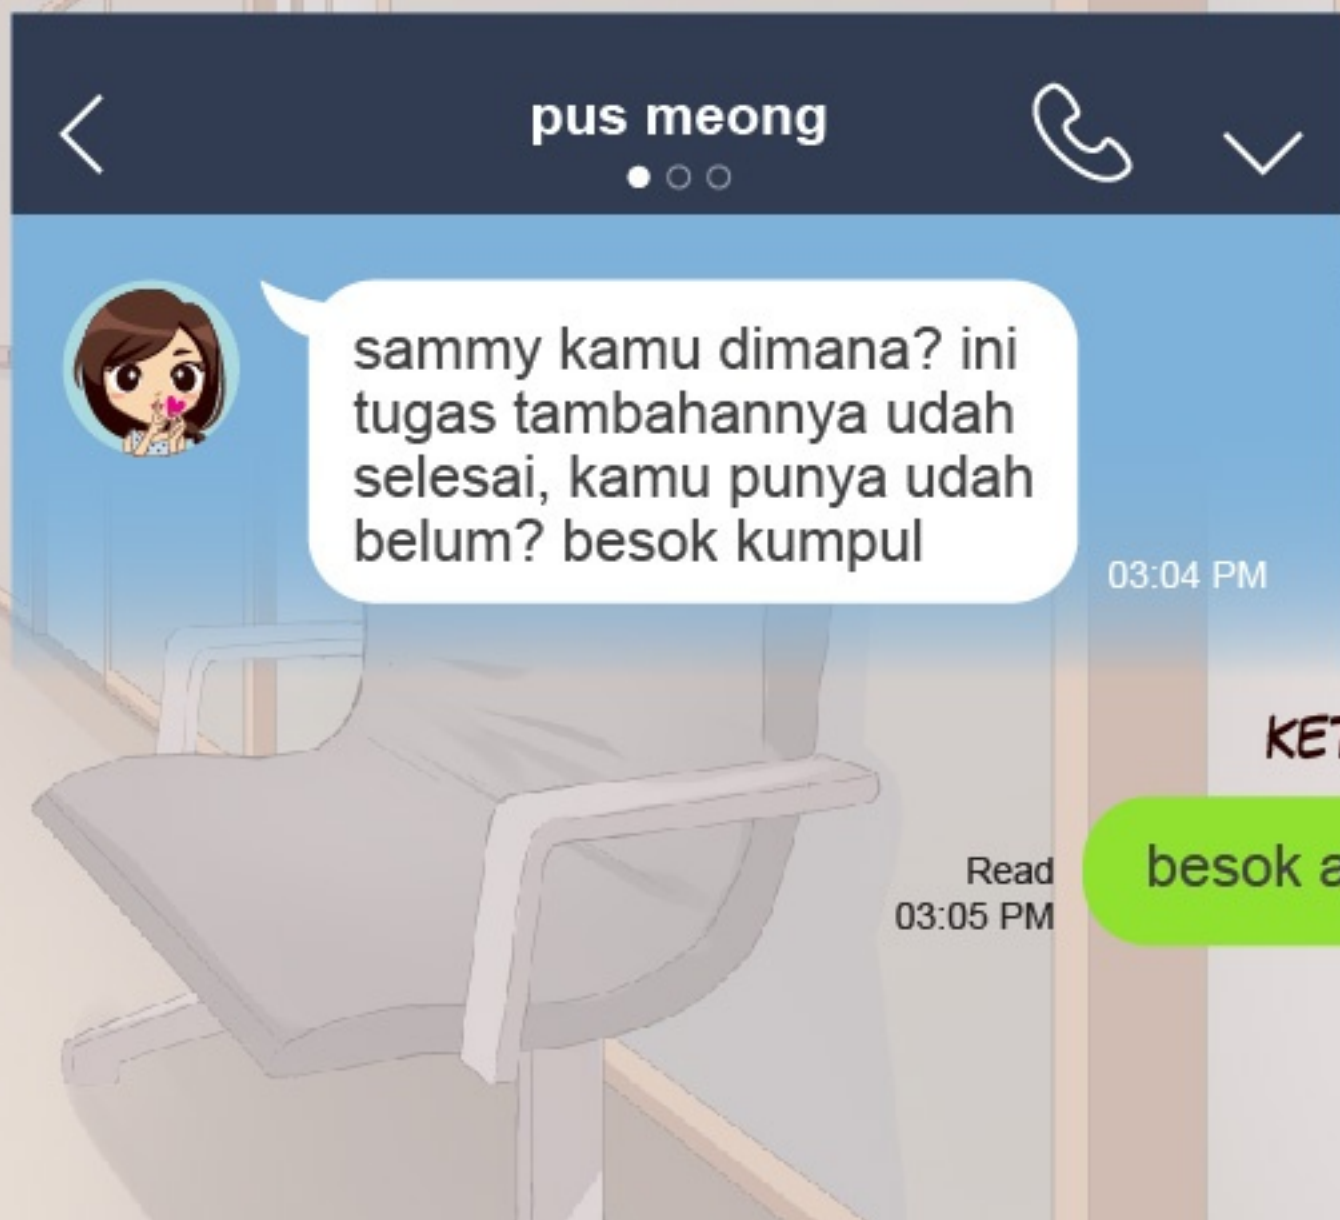 pus meong
sammy kamu dimana? ini
tugas tambahannya udah
selesai, kamu punya udah
belum? besok kumpul
03:04 PM
Read
03:05 PM
besok